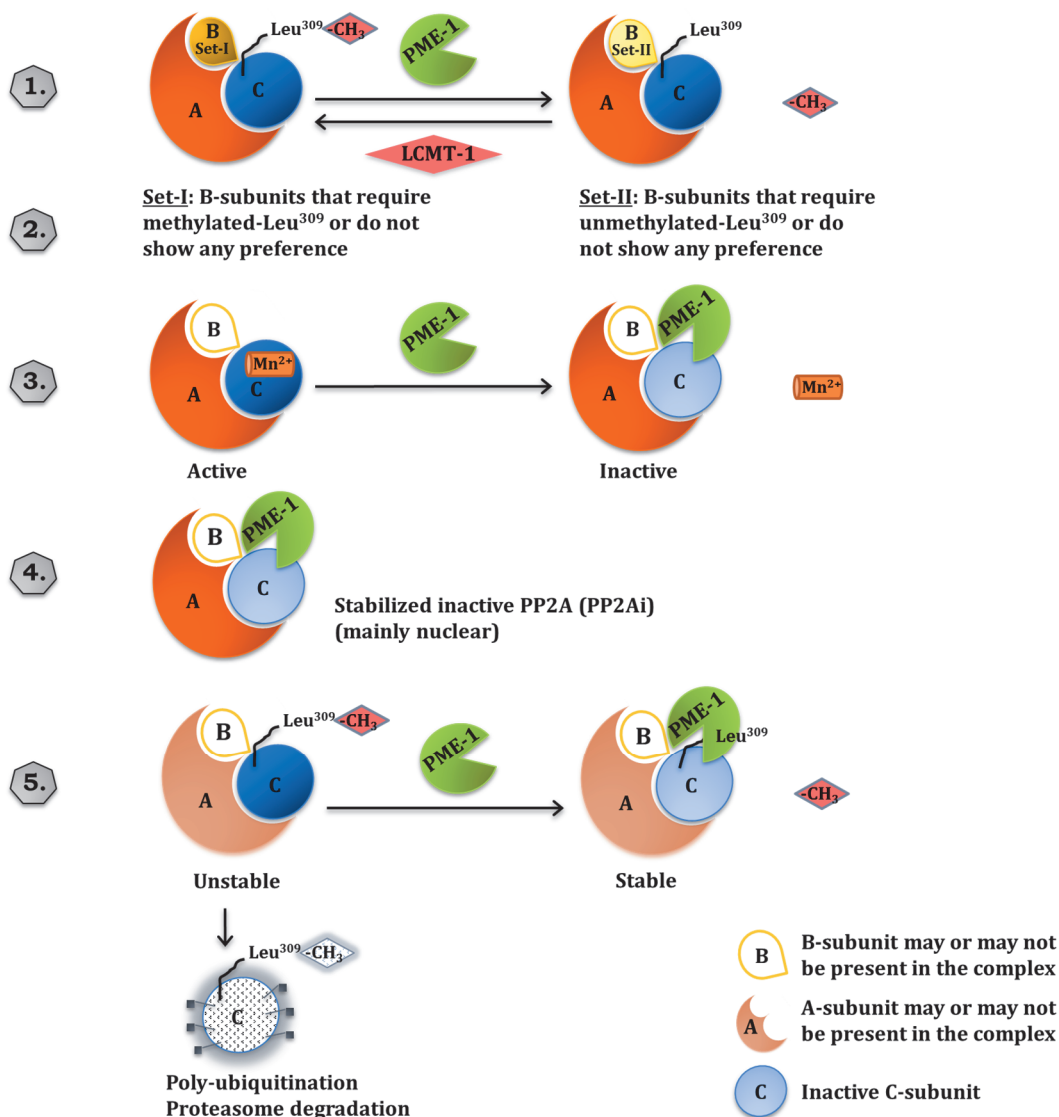 B
Set-I
Leu³⁰⁹
-CH₃
PME-1
B
Set-II
Leu³⁰⁹
1.
A
C
A
C
-CH₃
LCMT-1
2.
Set-I: B-subunits that require
methylated-Leu³⁰⁹ or do not
show any preference
Set-II: B-subunits that require
unmethylated-Leu³⁰⁹ or do
not show any preference
3.
B
Mn²⁺
C
A
PME-1
B
PME-1
C
A
Mn²⁺
Active
Inactive
4.
B
PME-1
C
A
Stabilized inactive PP2A (PP2Ai)
(mainly nuclear)
5.
B
Leu³⁰⁹
-CH₃
C
A
PME-1
B
PME-1
Leu³⁰⁹
C
A
-CH₃
Unstable
Stable
Leu³⁰⁹
-CH₃
C
Poly-ubiquitination
Proteasome degradation
B
B-subunit may or may not
be present in the complex
A
A-subunit may or may not
be present in the complex
C
Inactive C-subunit